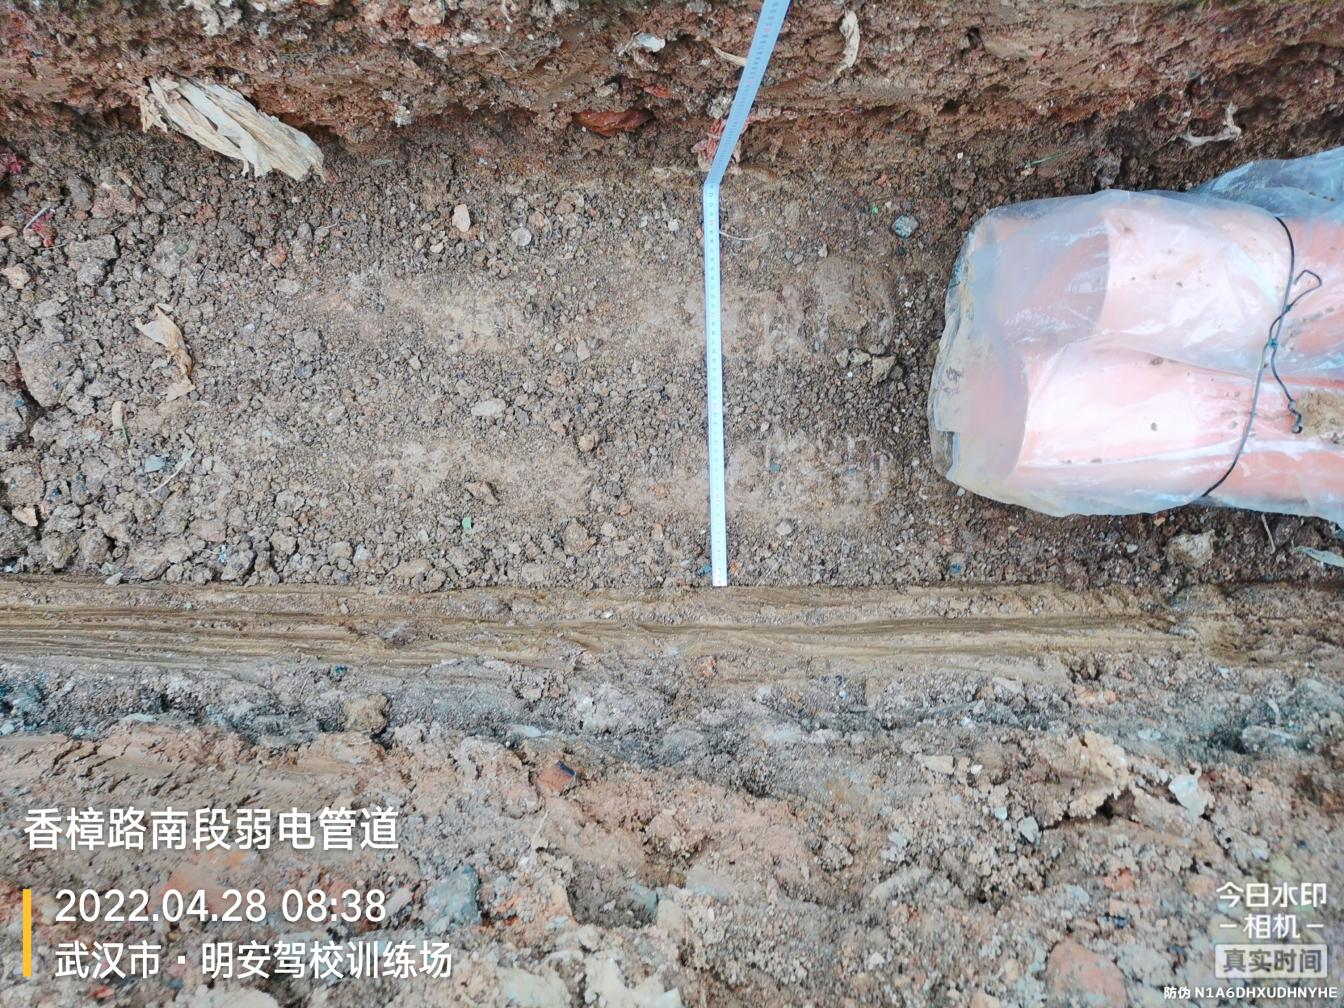 香樟路南段弱电管道
2022.04.28 08:38
武汉市·明安驾校训练场
今日水印
相机
真实时间
防伪 N1A6DHXUDHNYHE